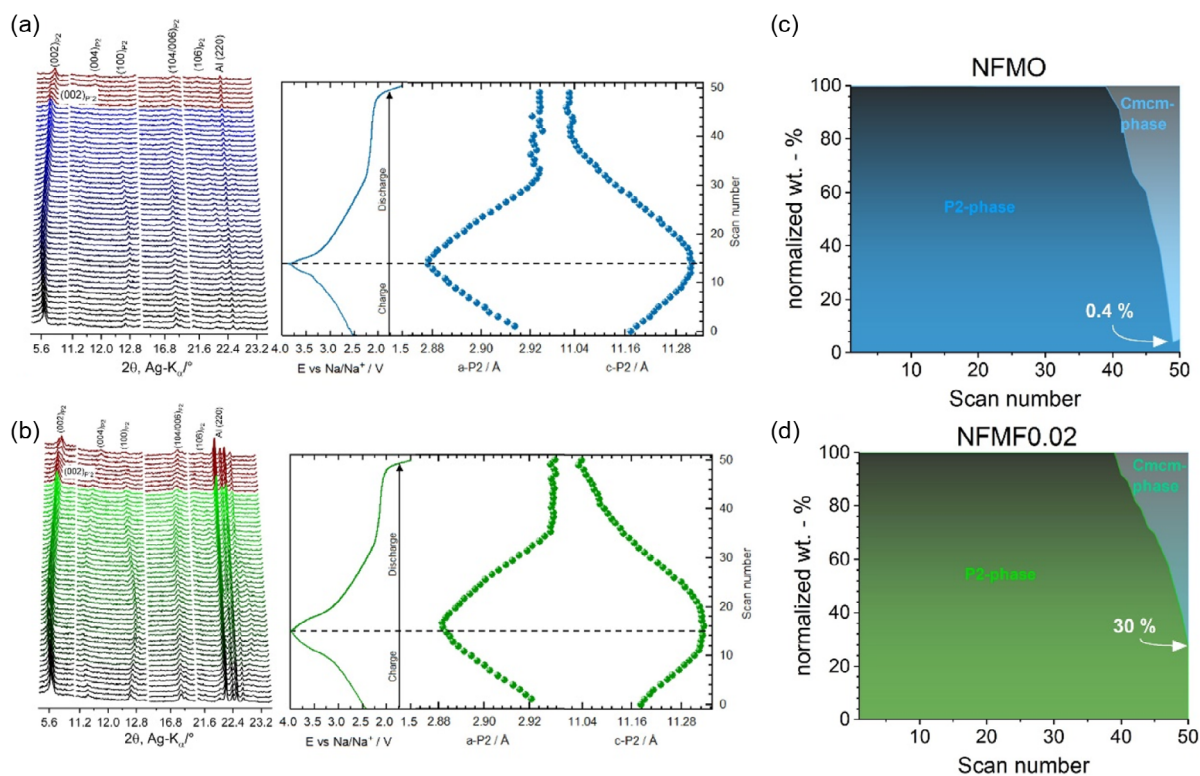 (a)
(002)P2
(004)P2
(100)P2
(104/006)P2
(106)P2
Al (220)
(002)P'2
5.6 11.2 12.0 12.8 16.8 21.6 22.4 23.2
2θ, Ag-Kα/°
Discharge
Charge
4.0 3.5 3.0 2.5 2.0 1.5
E vs Na/Na+ / V
2.88 2.90 2.92
a-P2 / Å
11.04 11.16 11.28
c-P2 / Å
50
40
30
20
10
0
Scan number
(c)
NFMO
100
80
60
40
20
0
normalized wt. - %
Cmcm-
phase
P2-phase
0.4 %
10 20 30 40 50
Scan number
(b)
(002)P2
(004)P2
(100)P2
(104/006)P2
(106)P2
Al (220)
(002)P'2
5.6 11.2 12.0 12.8 16.8 21.6 22.4 23.2
2θ, Ag-Kα/°
Discharge
Charge
4.0 3.5 3.0 2.5 2.0 1.5
E vs Na/Na+ / V
2.88 2.90 2.92
a-P2 / Å
11.04 11.16 11.28
c-P2 / Å
50
40
30
20
10
0
Scan number
(d)
NFMF0.02
100
80
60
40
20
0
normalized wt. - %
Cmcm-
phase
P2-phase
30 %
10 20 30 40 50
Scan number